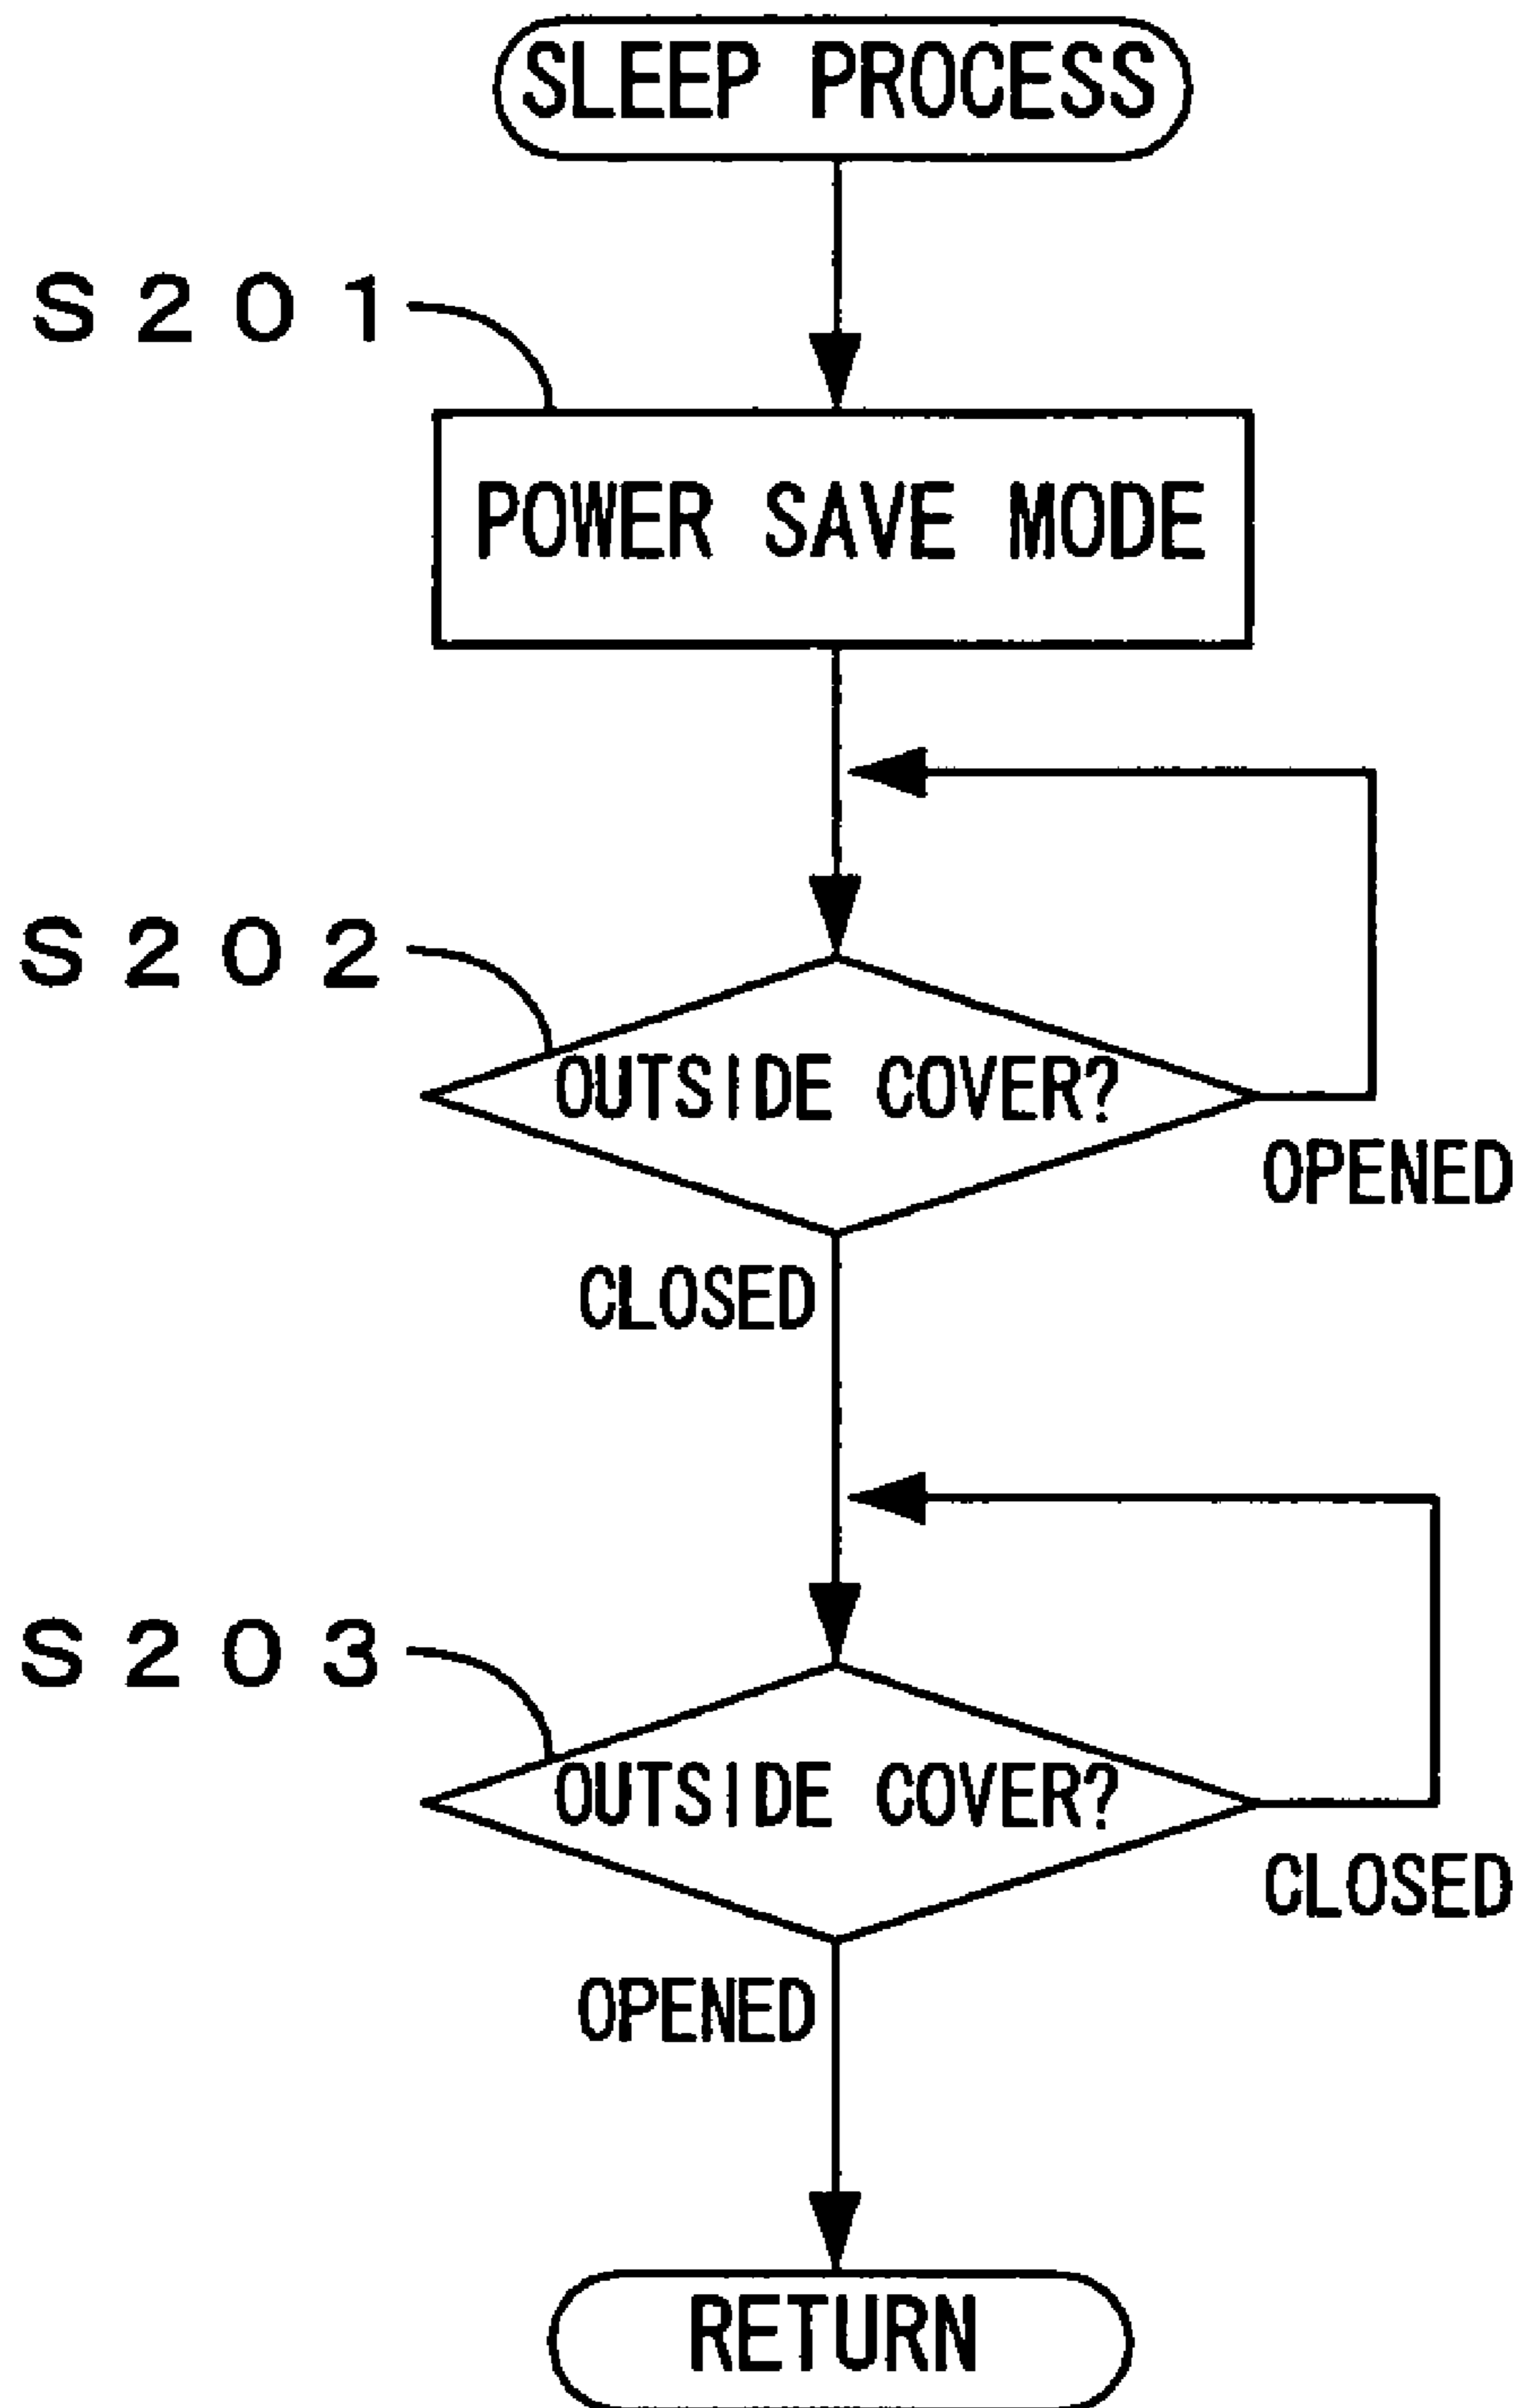 SLEEP PROCESS
S201
POWER SAVE MODE
S202
OUTSIDE COVER?
OPENED
CLOSED
S203
OUTSIDE COVER?
CLOSED
OPENED
RETURN